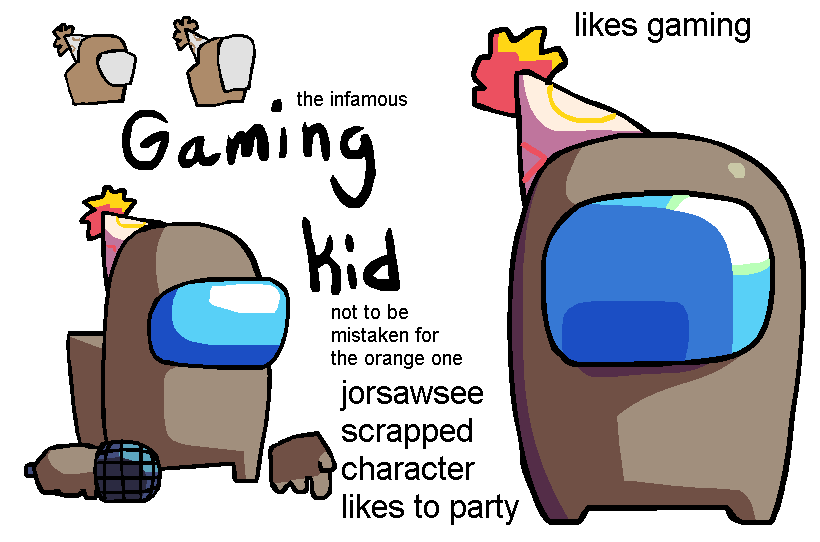 likes gaming
the infamous
Gaming
kid
not to be
mistaken for
the orange one
jorsawsee
scrapped
character
likes to party